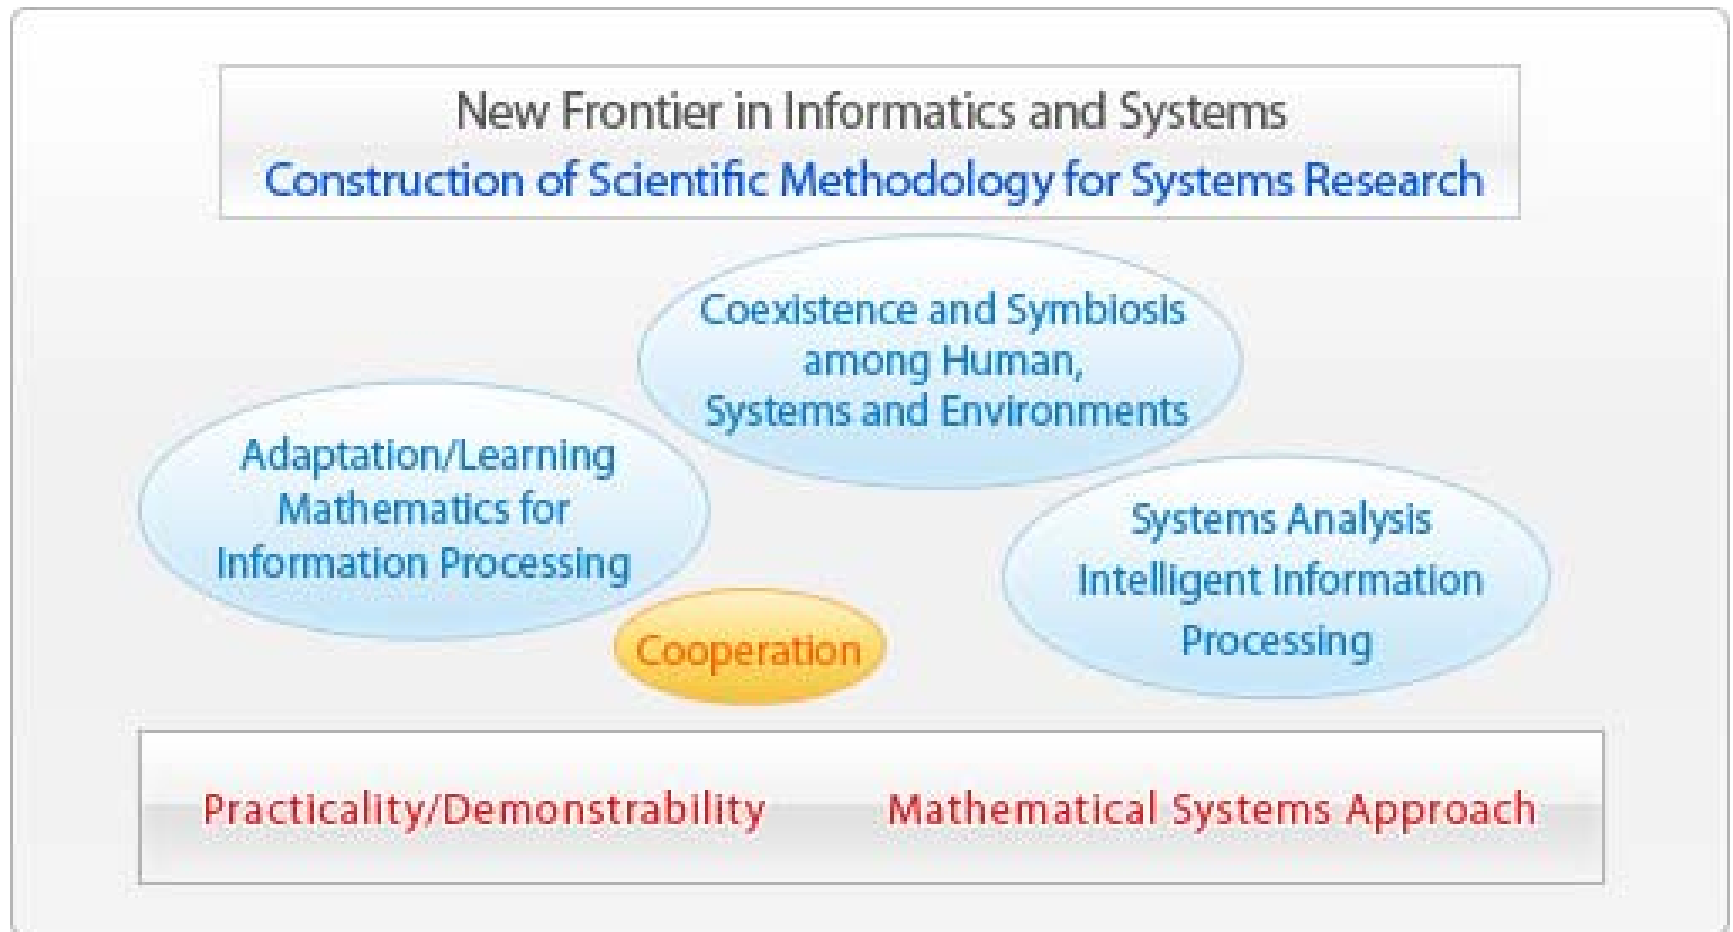 New Frontier in Informatics and Systems
Construction of Scientific Methodology for Systems Research
Coexistence and Symbiosis
among Human,
Systems and Environments
Adaptation/Learning
Mathematics for
Information Processing
Systems Analysis
Intelligent Information
Processing
Cooperation
Practicality/Demonstrability Mathematical Systems Approach